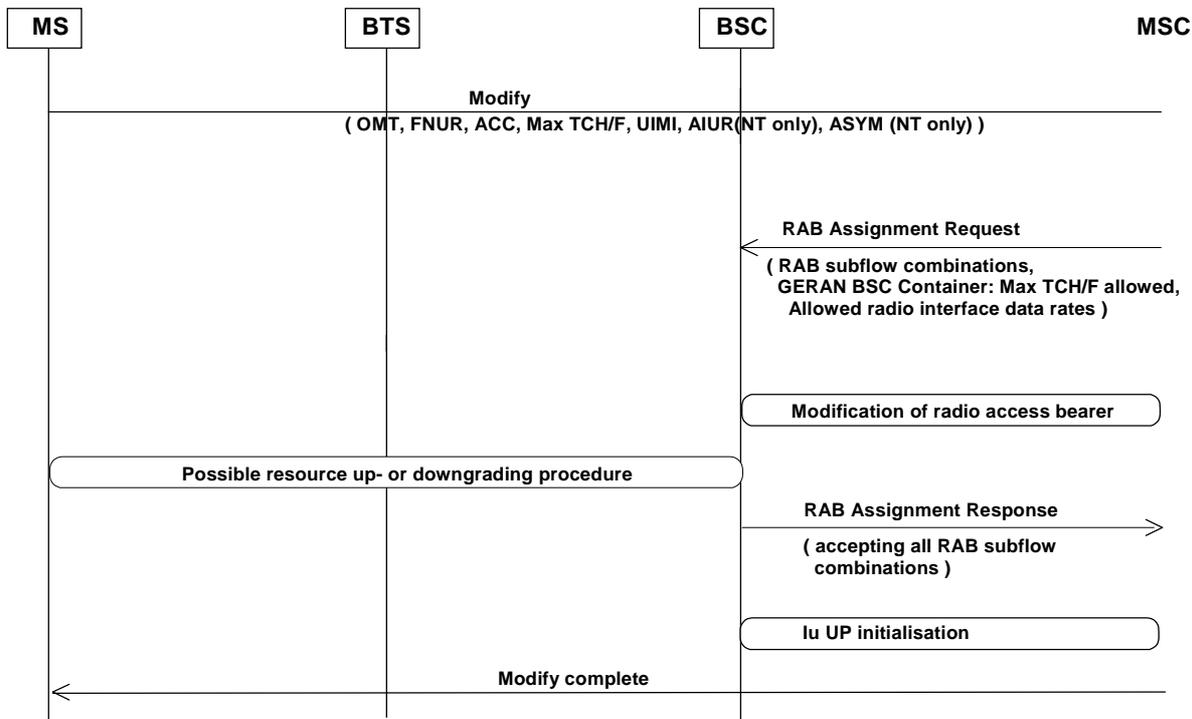 MS BTS BSC MSC
Modify
( OMT, FNUR, ACC, Max TCH/F, UIMI, AIUR(NT only), ASYM (NT only) )
RAB Assignment Request
( RAB subflow combinations,
GERAN BSC Container: Max TCH/F allowed,
Allowed radio interface data rates )
Modification of radio access bearer
Possible resource up- or downgrading procedure
RAB Assignment Response
( accepting all RAB subflow
combinations )
Iu UP initialisation
Modify complete